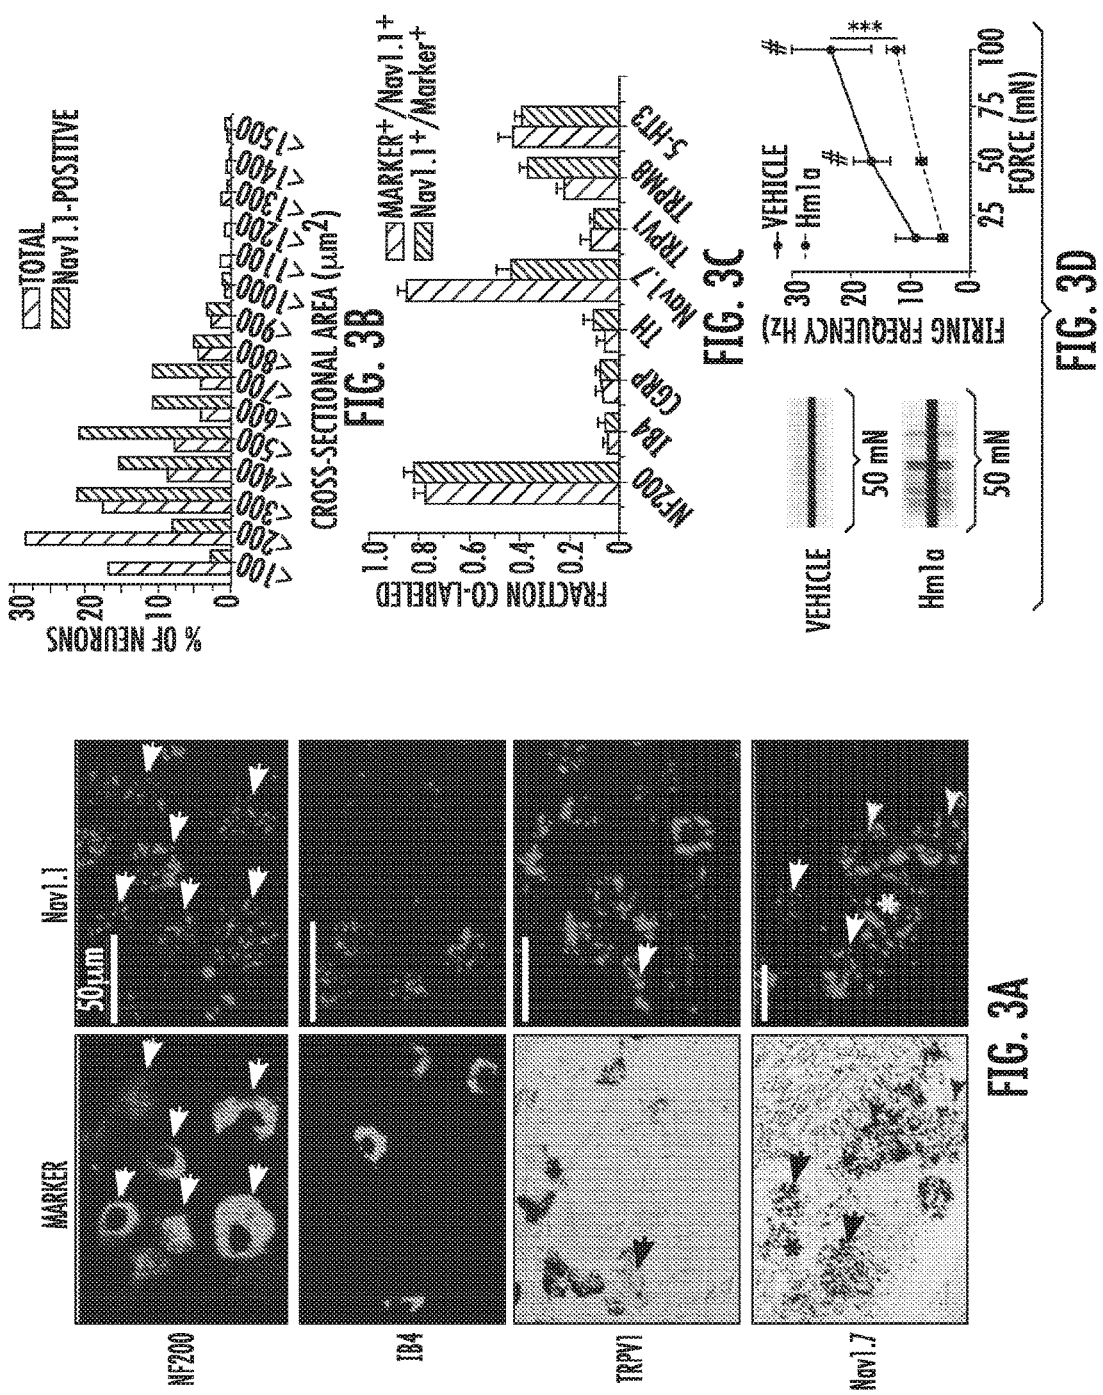 MARKER
Nav1.1
NF200
50µm
IB4
TRPV1
Nav1.7
FIG. 3A
TOTAL
Nav1.1-POSITIVE
% OF NEURONS
30
20
10
0
<100
<200
<300
<400
<500
<600
<700
<800
<900
<1000
<1100
<1200
<1300
<1400
<1500
CROSS-SECTIONAL AREA (µm²)
FIG. 3B
MARKER⁺/Nav1.1⁺
Nav1.1⁺/Marker⁺
FRACTION CO-LABELED
1.0
0.8
0.6
0.4
0.2
0
NF200
IB4
CGRP
TH
Nav1.7
TRPV1
TRPM8
5-HT3
FIG. 3C
VEHICLE
50 mN
Hm1a
50 mN
VEHICLE
Hm1a
FIRING FREQUENCY Hz)
30
20
10
0
#
#
***
25
50
75
100
FORCE (mN)
FIG. 3D